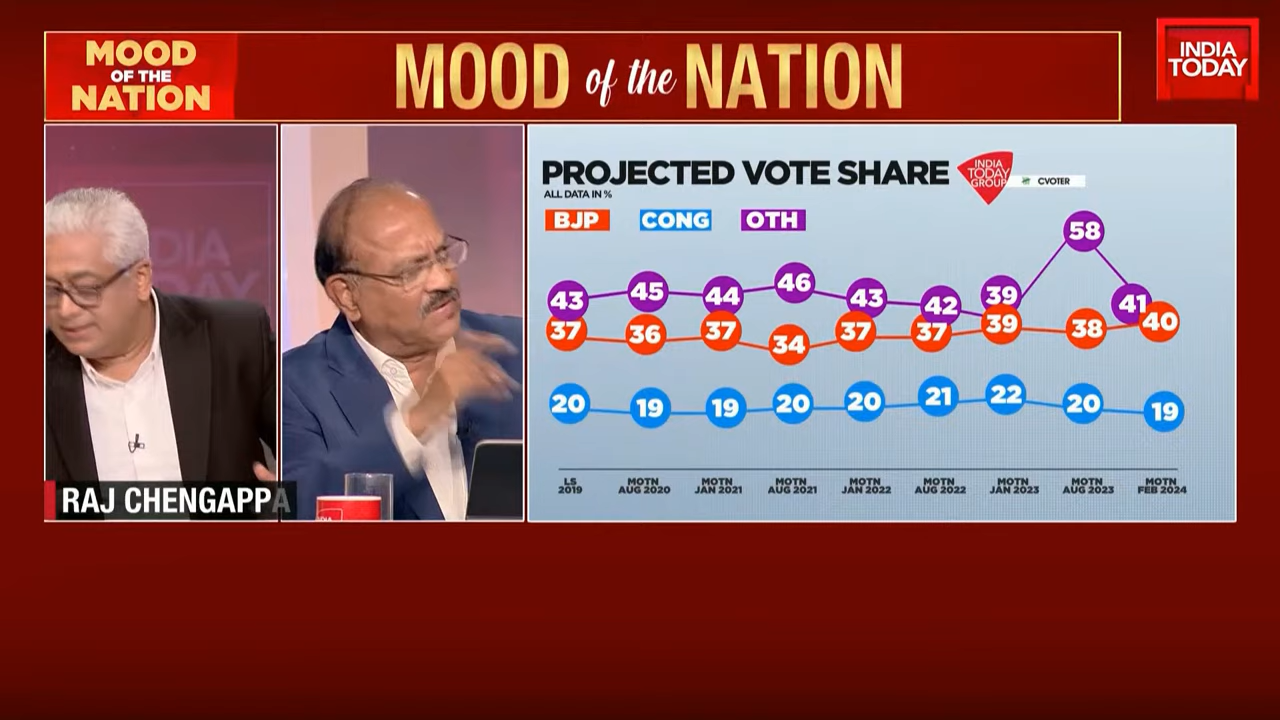 MOOD
OF THE
NATION
MOOD of the NATION
INDIA
TODAY
PROJECTED VOTE SHARE
INDIA
TODAY
GROUP
CVOTER
ALL DATA IN %
BJP CONG OTH
58
43 45 44 46 43 42 39 41
37 36 37 34 37 37 39 38 40
20 19 19 20 20 21 22 20 19
LS
2019
MOTN
AUG 2020
MOTN
JAN 2021
MOTN
AUG 2021
MOTN
JAN 2022
MOTN
AUG 2022
MOTN
JAN 2023
MOTN
AUG 2023
MOTN
FEB 2024
RAJ CHENGAPPA
INDIA
TODAY